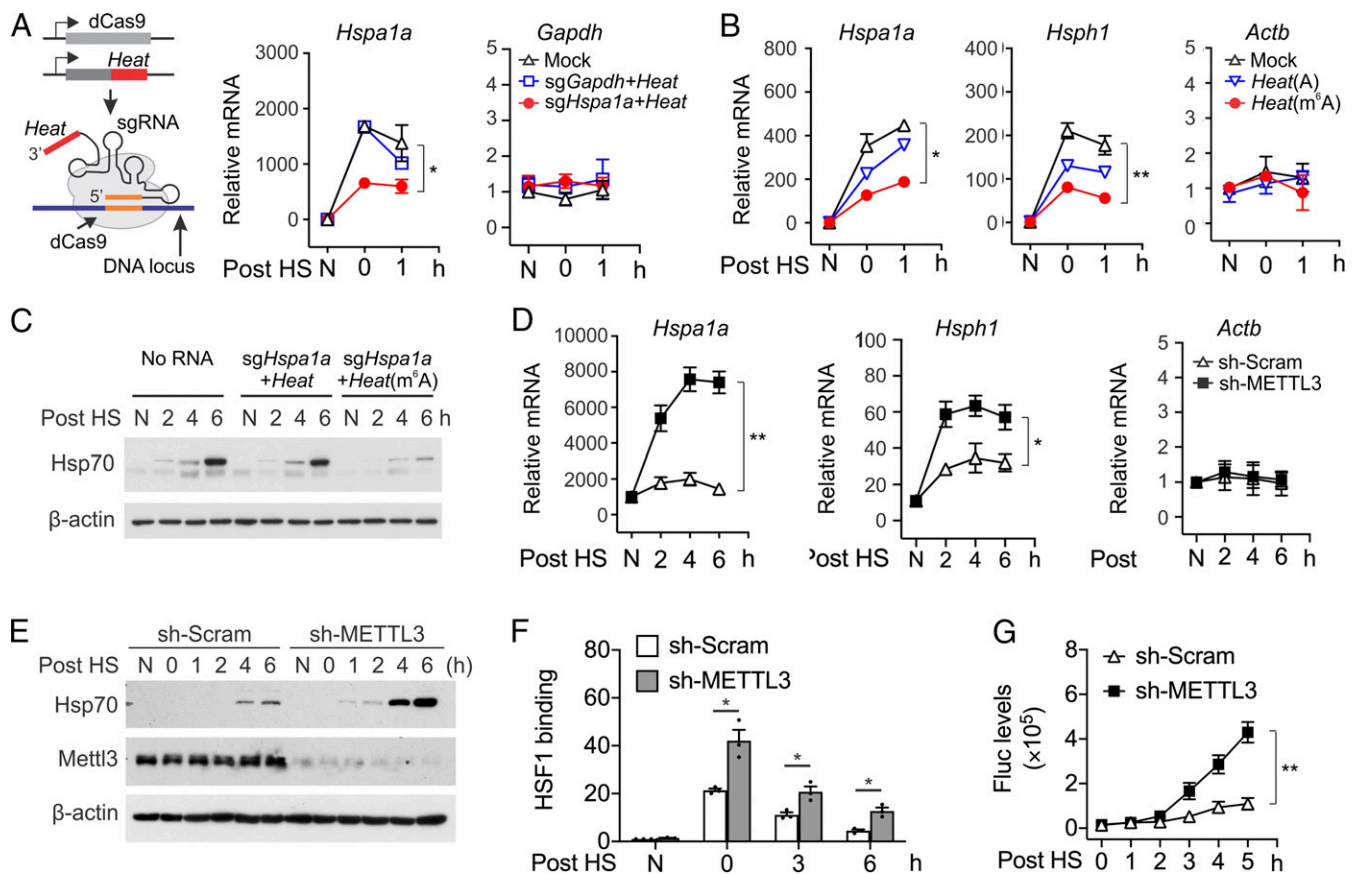 A
dCas9
Heat
Heat
3’
sgRNA
5’
dCas9
DNA locus
Hspa1a
Relative mRNA
3000
2000
1000
0
Post HS N 0 1 h
Gapdh
Mock
sgGapdh+Heat
sgHspa1a+Heat
*
Relative mRNA
5
4
3
2
1
0
N 0 1 h
B
Hspa1a
Relative mRNA
800
600
400
200
0
*
Post HS N 0 1 h
Hsph1
400
300
200
100
0
**
N 0 1 h
Actb
Mock
Heat(A)
Heat(m⁶A)
5
4
3
2
1
0
N 0 1 h
C
No RNA
sgHspa1a
+Heat
sgHspa1a
+Heat(m⁶A)
Post HS N 2 4 6 N 2 4 6 N 2 4 6 h
Hsp70
β-actin
D
Hspa1a
Relative mRNA
10000
8000
6000
4000
2000
0
**
Post HS N 2 4 6 h
Hsph1
Relative mRNA
100
80
60
40
20
0
*
Post HS N 2 4 6 h
Actb
sh-Scram
sh-METTL3
Relative mRNA
5
4
3
2
1
0
Post N 2 4 6 h
E
sh-Scram sh-METTL3
Post HS N 0 1 2 4 6 N 0 1 2 4 6 (h)
Hsp70
Mettl3
β-actin
F
sh-Scram
sh-METTL3
HSF1 binding
80
60
40
20
0
* * *
Post HS N 0 3 6 h
G
sh-Scram
sh-METTL3
Fluc levels
(×10⁵)
8
6
4
2
0
**
Post HS 0 1 2 3 4 5 h